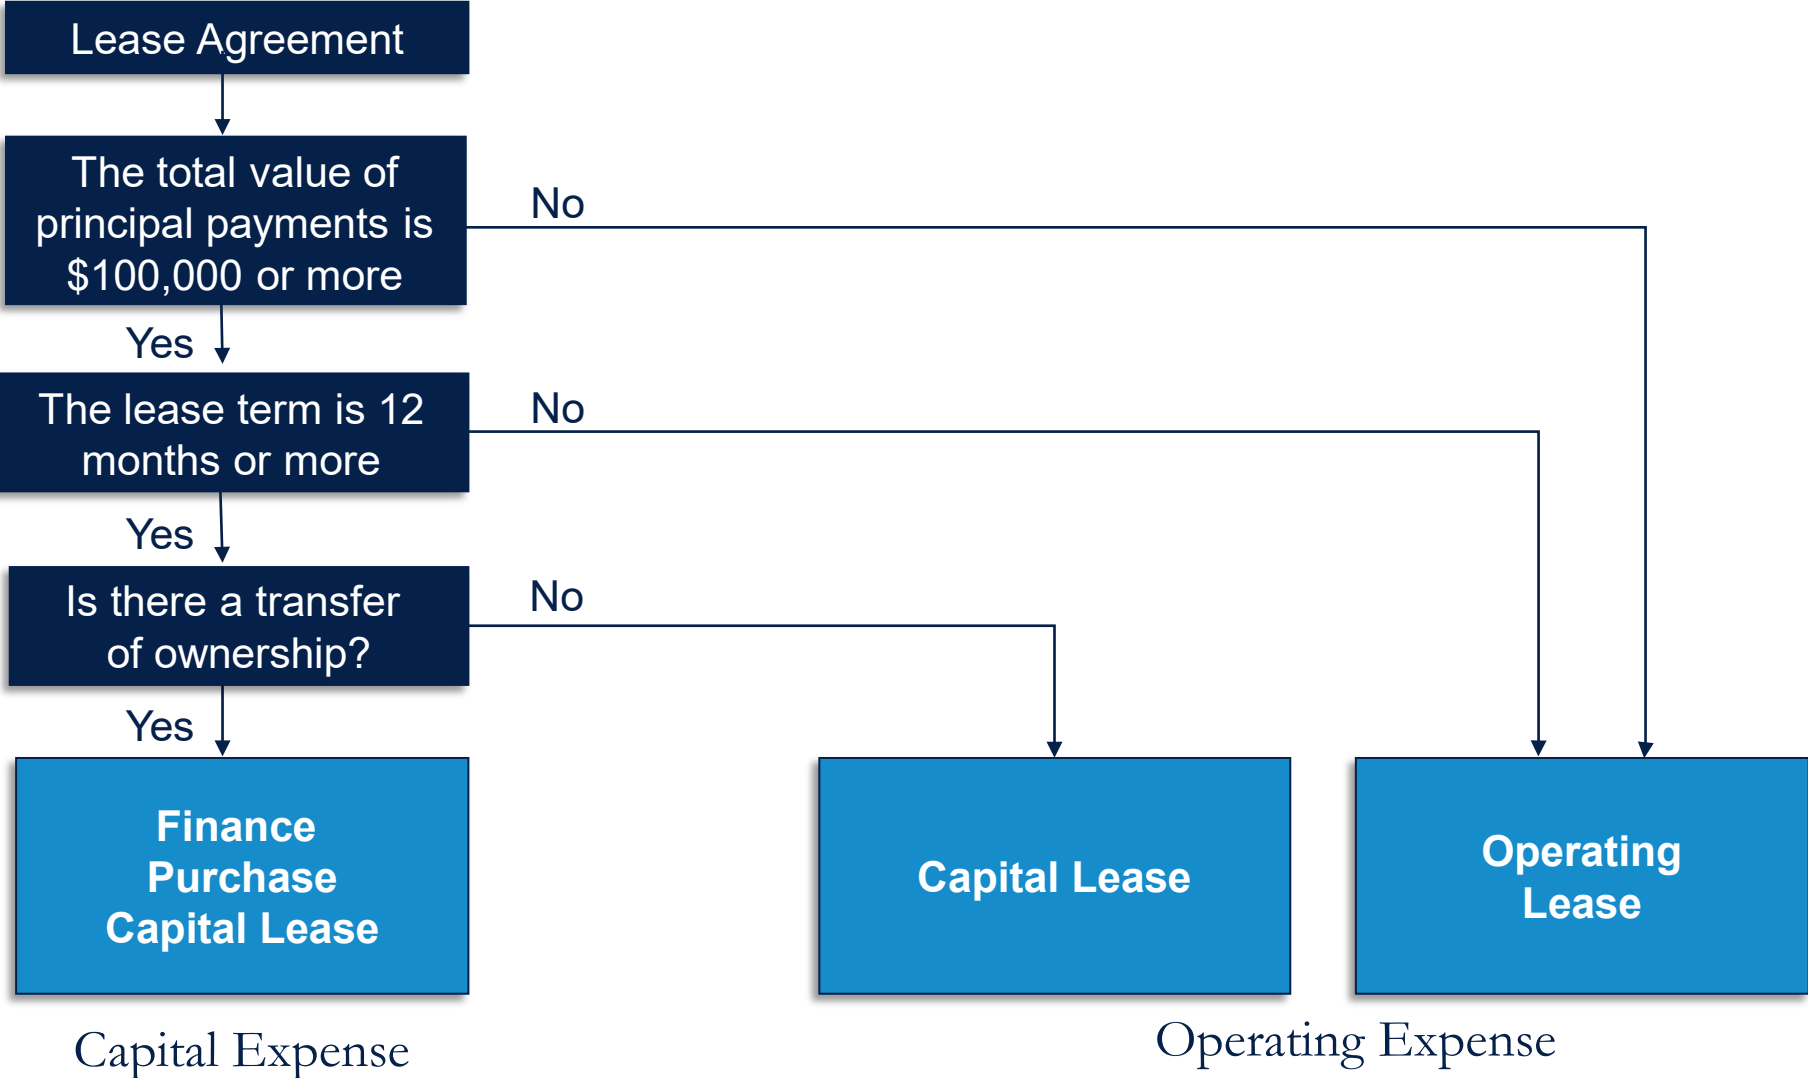 Lease Agreement
The total value of
principal payments is
$100,000 or more
No
Yes
The lease term is 12
months or more
No
Yes
Is there a transfer
of ownership?
No
Yes
Finance
Purchase
Capital Lease
Capital Lease
Operating
Lease
Capital Expense
Operating Expense